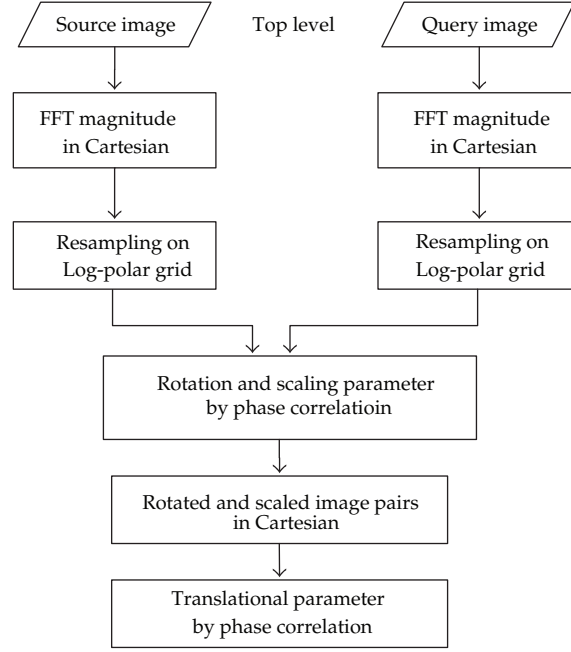 Source image
Top level
Query image
FFT magnitude
in Cartesian
FFT magnitude
in Cartesian
Resampling on
Log-polar grid
Resampling on
Log-polar grid
Rotation and scaling parameter
by phase correlatioin
Rotated and scaled image pairs
in Cartesian
Translational parameter
by phase correlation